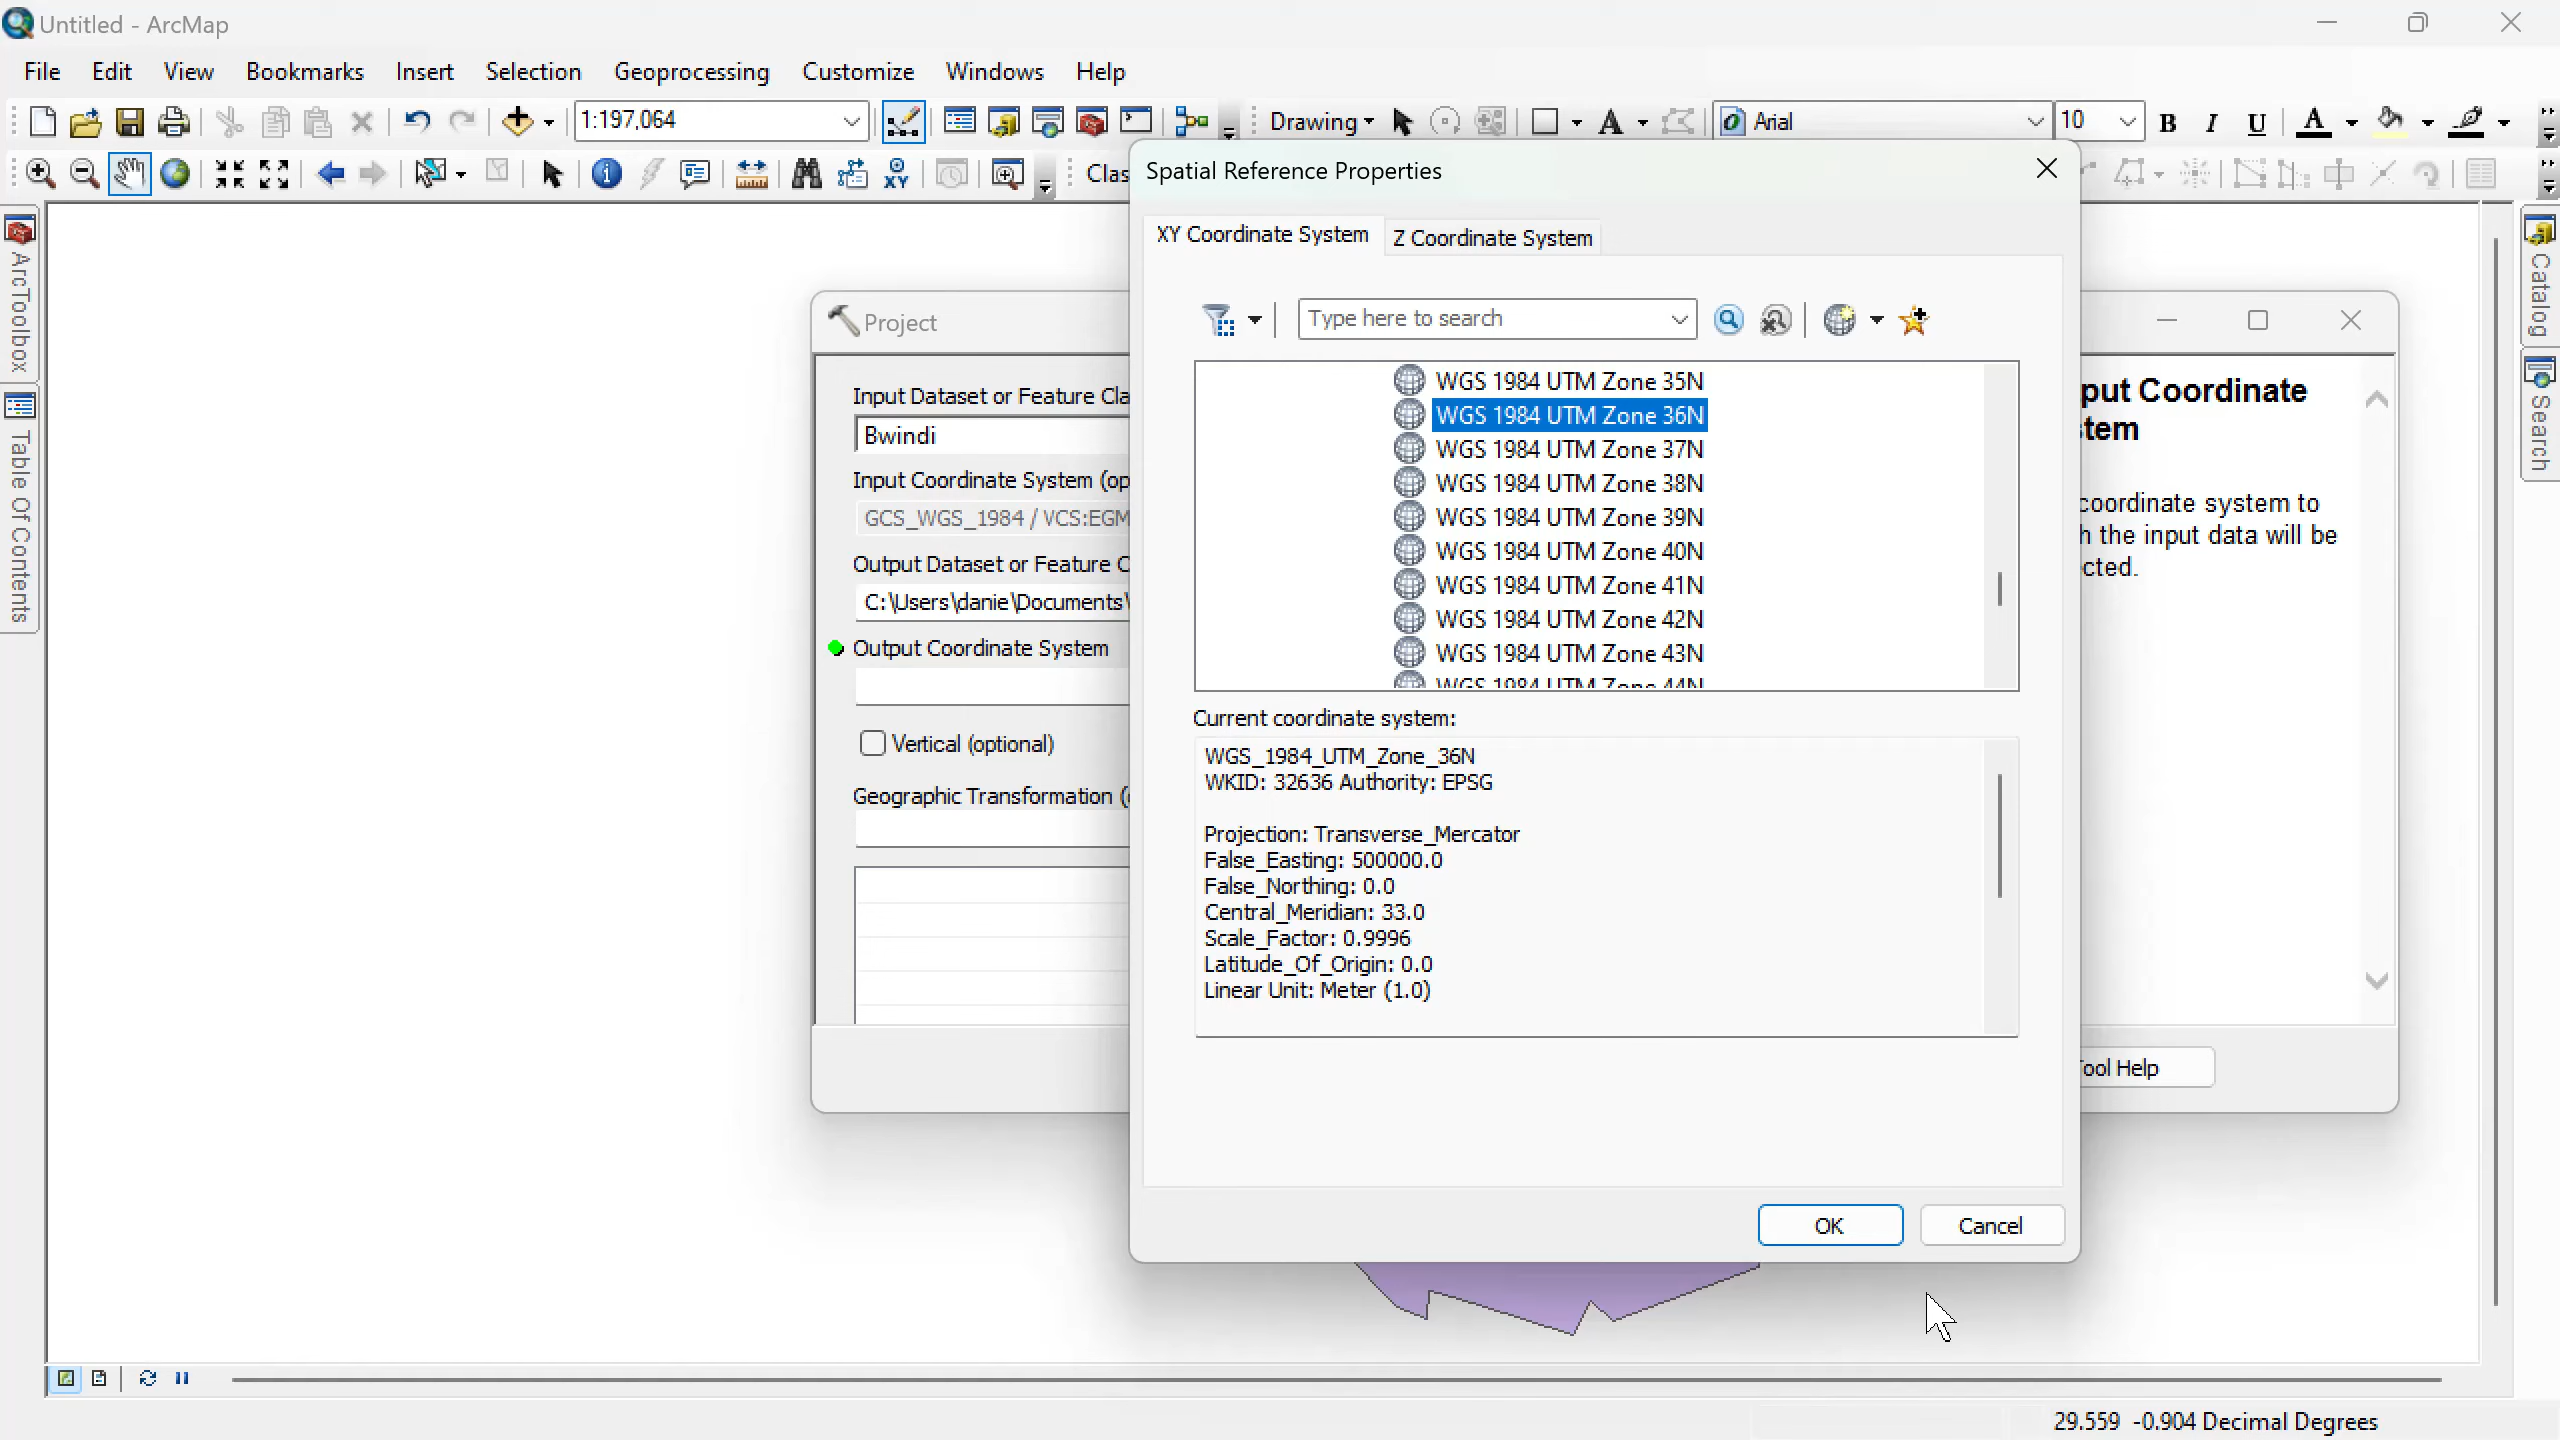 Untitled - ArcMap
File Edit View Bookmarks Insert Selection Geoprocessing Customize Windows Help
1:197,064 Drawing Arial 10 B I U A
Clas
Spatial Reference Properties
XY Coordinate System Z Coordinate System
Type here to search
WGS 1984 UTM Zone 35N
WGS 1984 UTM Zone 36N
WGS 1984 UTM Zone 37N
WGS 1984 UTM Zone 38N
WGS 1984 UTM Zone 39N
WGS 1984 UTM Zone 40N
WGS 1984 UTM Zone 41N
WGS 1984 UTM Zone 42N
WGS 1984 UTM Zone 43N
WGS 1984 UTM Zone 44N
Current coordinate system:
WGS_1984_UTM_Zone_36N
WKID: 32636 Authority: EPSG
Projection: Transverse_Mercator
False_Easting: 500000.0
False_Northing: 0.0
Central_Meridian: 33.0
Scale_Factor: 0.9996
Latitude_Of_Origin: 0.0
Linear Unit: Meter (1.0)
OK Cancel
Project
Input Dataset or Feature Cla
Bwindi
Input Coordinate System (op
GCS_WGS_1984 / VCS:EGM
Output Dataset or Feature C
C:\Users\danie\Documents\
Output Coordinate System
Vertical (optional)
Geographic Transformation (
put Coordinate
tem
coordinate system to
h the input data will be
cted.
Tool Help
ArcToolbox
Table Of Contents
Catalog
Search
29.559 -0.904 Decimal Degrees